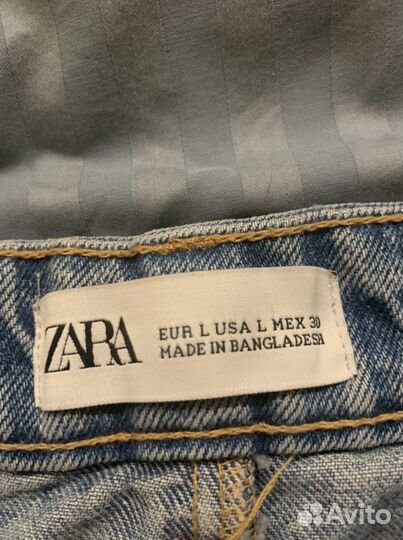 ZARA
EUR L USA L MEX 30
MADE IN BANGLADESH
Avito